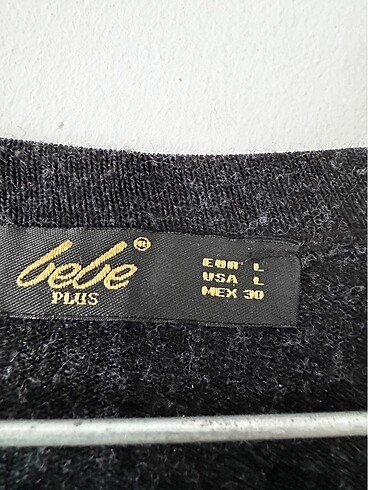 bebe®
PLUS
EUR L
USA L
MEX 30